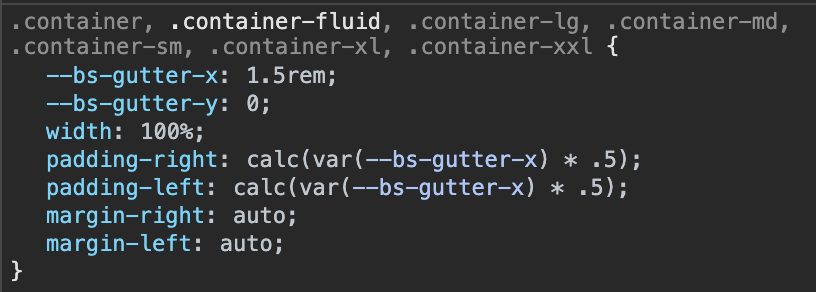 .container, .container-fluid, .container-lg, .container-md,
.container-sm, .container-xl, .container-xxl {
--bs-gutter-x: 1.5rem;
--bs-gutter-y: 0;
width: 100%;
padding-right: calc(var(--bs-gutter-x) * .5);
padding-left: calc(var(--bs-gutter-x) * .5);
margin-right: auto;
margin-left: auto;
}